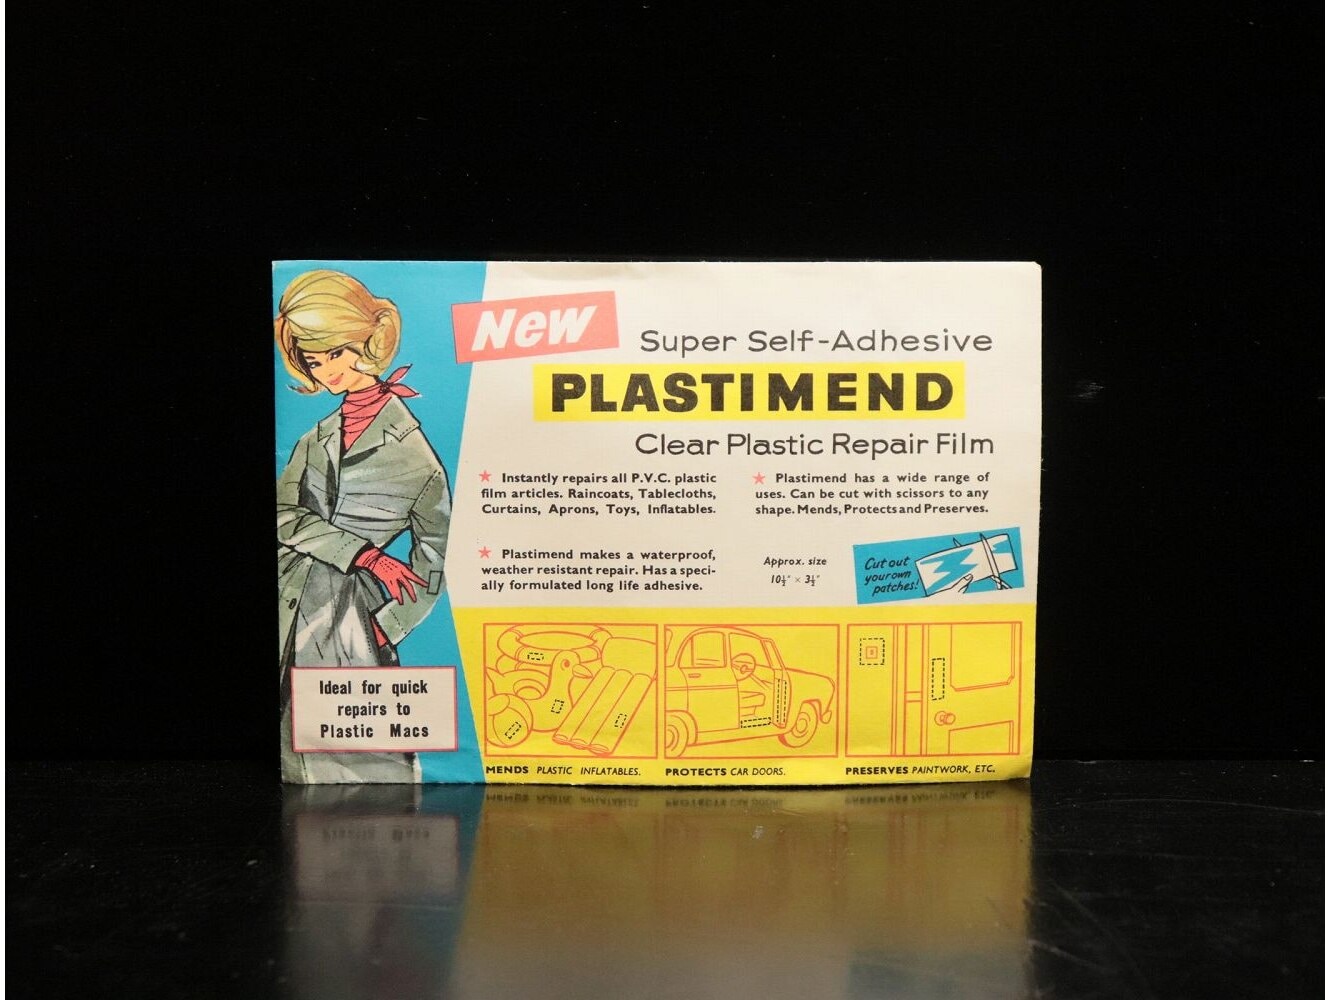 New
Super Self-Adhesive
PLASTIMEND
Clear Plastic Repair Film
★ Instantly repairs all P.V.C. plastic
film articles. Raincoats, Tablecloths,
Curtains, Aprons, Toys, Inflatables.
★ Plastimend makes a waterproof,
weather resistant repair. Has a speci-
ally formulated long life adhesive.
★ Plastimend has a wide range of
uses. Can be cut with scissors to any
shape. Mends, Protects and Preserves.
Approx. size
10½" × 3½"
Cut out
your own
patches!
Ideal for quick
repairs to
Plastic Macs
MENDS PLASTIC INFLATABLES.
PROTECTS CAR DOORS.
PRESERVES PAINTWORK, ETC.